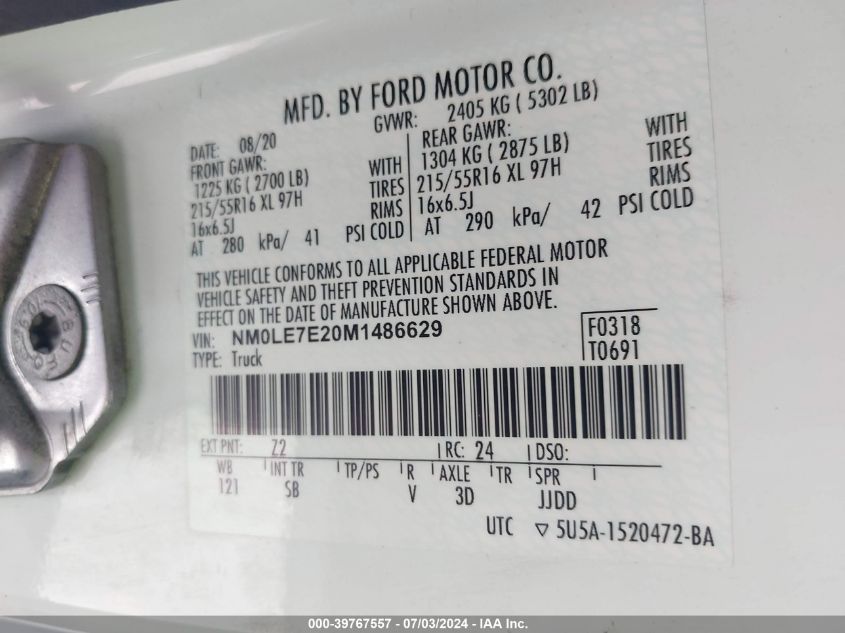 MFD. BY FORD MOTOR CO.
DATE: 08/20 GVWR: 2405 KG ( 5302 LB)
FRONT GAWR: WITH
1225 KG ( 2700 LB) TIRES
215/55R16 XL 97H RIMS
16x6.5J
AT 280 kPa/ 41 PSI COLD
REAR GAWR: WITH
1304 KG ( 2875 LB) TIRES
215/55R16 XL 97H RIMS
16x6.5J
AT 290 kPa/ 42 PSI COLD
THIS VEHICLE CONFORMS TO ALL APPLICABLE FEDERAL MOTOR
VEHICLE SAFETY AND THEFT PREVENTION STANDARDS IN
EFFECT ON THE DATE OF MANUFACTURE SHOWN ABOVE.
VIN: NM0LE7E20M1486629 F0318
TYPE: Truck T0691
EXT PNT: Z2 RC: 24 DSO:
WB INT TR TP/PS R AXLE TR SPR
121 SB V 3D JJDD
UTC 5U5A-1520472-BA
000-39767557 - 07/03/2024 - IAA Inc.